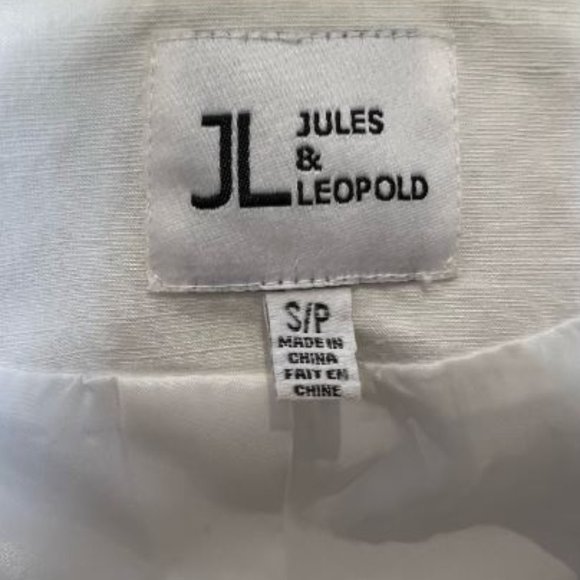 JL
JULES
&
LEOPOLD
S/P
MADE IN
CHINA
FAIT EN
CHINE